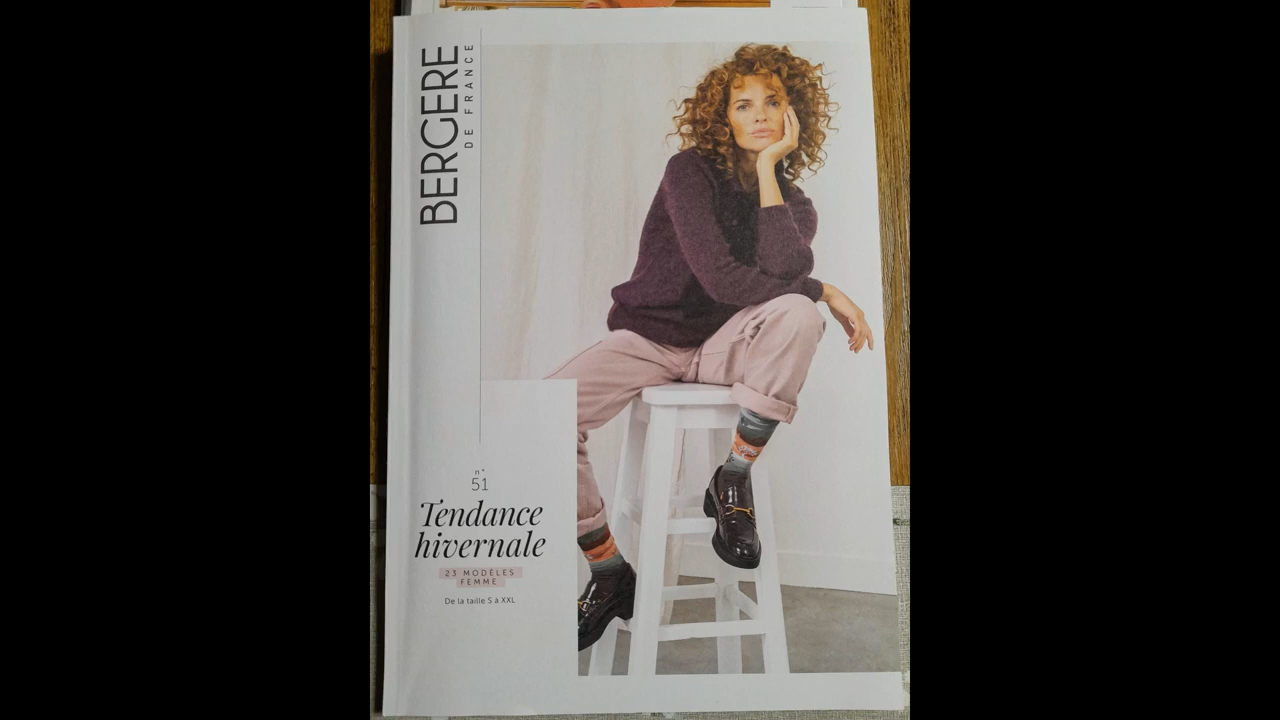 BERGERE
DE FRANCE
n°
51
Tendance
hivernale
23 MODÈLES
FEMME
De la taille S à XXL